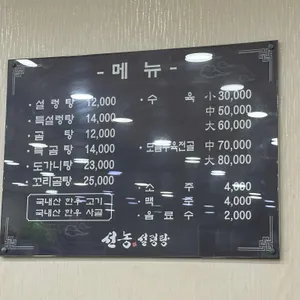 - 메 뉴 -
· 설 렁 탕 12,000
· 특설렁탕 14,000
· 곰 탕 12,000
· 특 곰 탕 14,000
· 도가니탕 23,000
· 꼬리곰탕 25,000
국내산 한우 고기
국내산 한우 사골
· 수 육 小 30,000
中 50,000
大 60,000
· 모듬수육전골 中 70,000
大 80,000
· 소 주 4,000
· 맥 주 4,000
· 음 료 수 2,000
선농 설렁탕